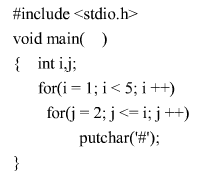 #include <stdio.h>
void main(    )
{   int i,j;
for(i = 1; i < 5; i ++)
for(j = 2; j <= i; j ++)
putchar('#');
}